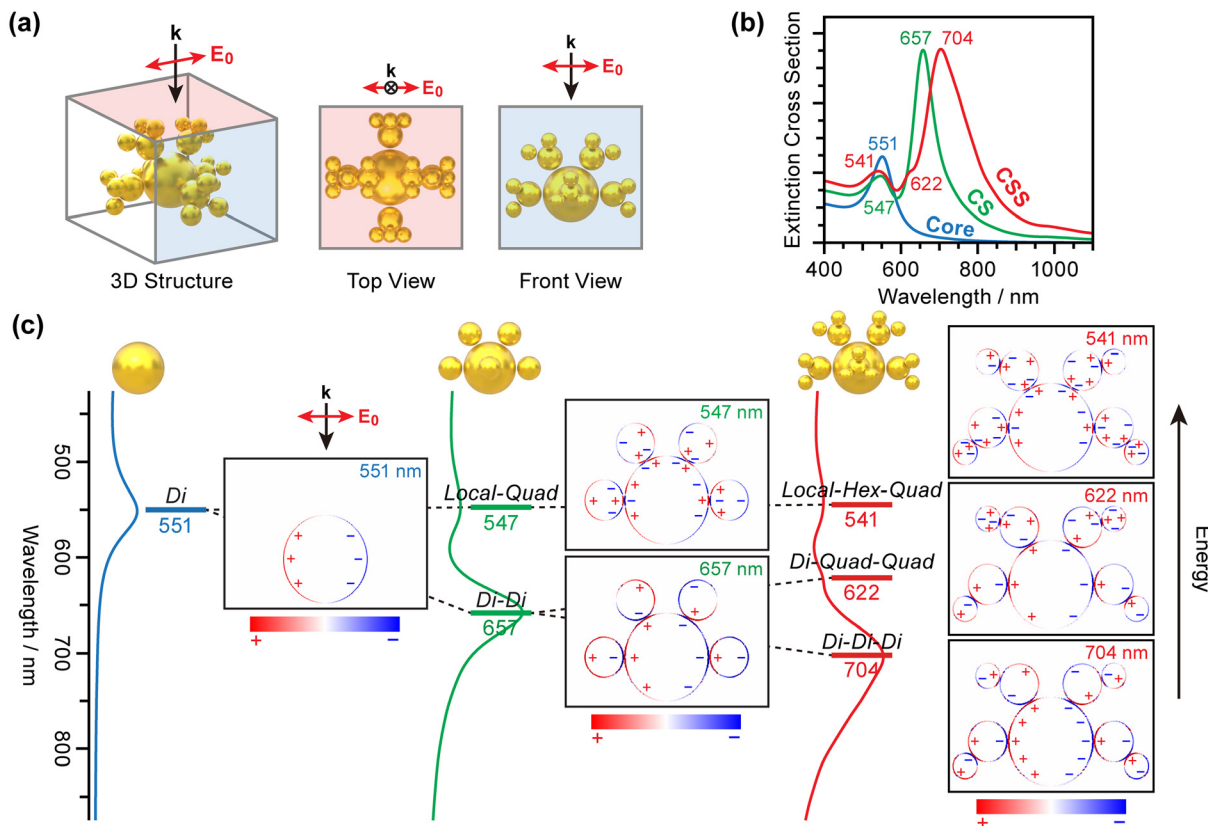 (a)
k
E0
3D Structure
k
E0
Top View
k
E0
Front View
(b)
Extinction Cross Section
657
704
551
541
622
547
CSS
CS
Core
400
600
800
1000
Wavelength / nm
(c)
Wavelength / nm
500
600
700
800
Di
551
k
E0
551 nm
+
+
+
−
−
−
+
−
Local-Quad
547
Di-Di
657
547 nm
657 nm
+
−
Local-Hex-Quad
541
Di-Quad-Quad
622
Di-Di-Di
704
541 nm
622 nm
704 nm
+
−
Energy